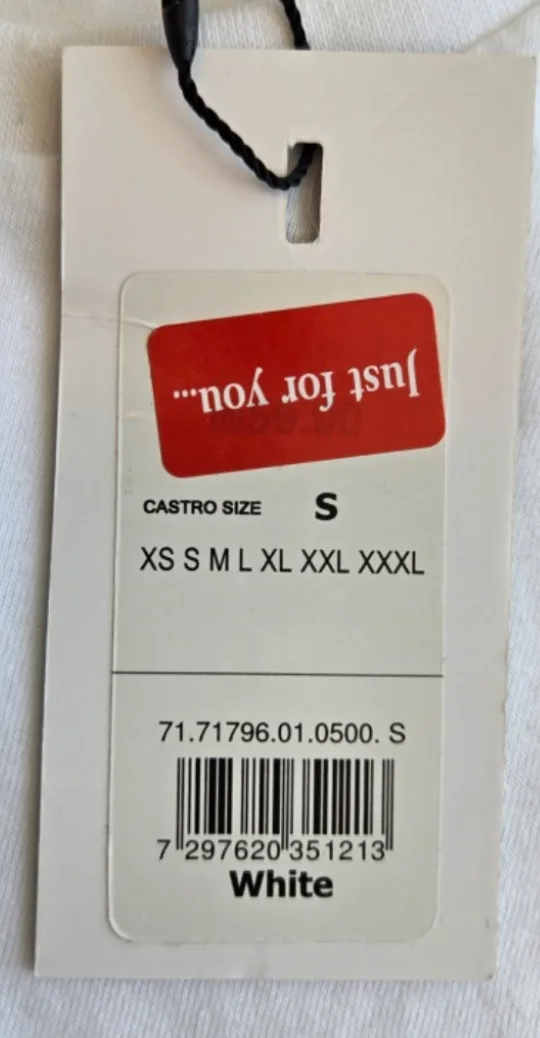 Just for you...
CASTRO SIZE S
XS S M L XL XXL XXXL
71.71796.01.0500. S
7 297620 351213
White